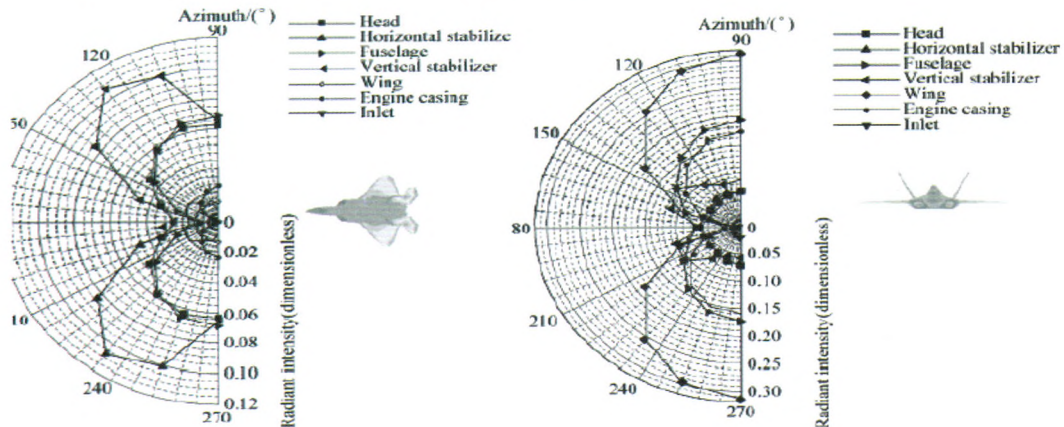 Azimuth/(°)
90
120
50
10
240
270
0
0.02
0.04
0.06
0.08
0.10
0.12
Radiant intensity(dimensionless)
Head
Horizontal stabilize
Fuselage
Vertical stabilizer
Wing
Engine casing
Inlet
Azimuth/(°)
90
120
150
80
210
240
270
0
0.05
0.10
0.15
0.20
0.25
0.30
Radiant intensity(dimensionless)
Head
Horizontal stabilizer
Fuselage
Vertical stabilizer
Wing
Engine casing
Inlet